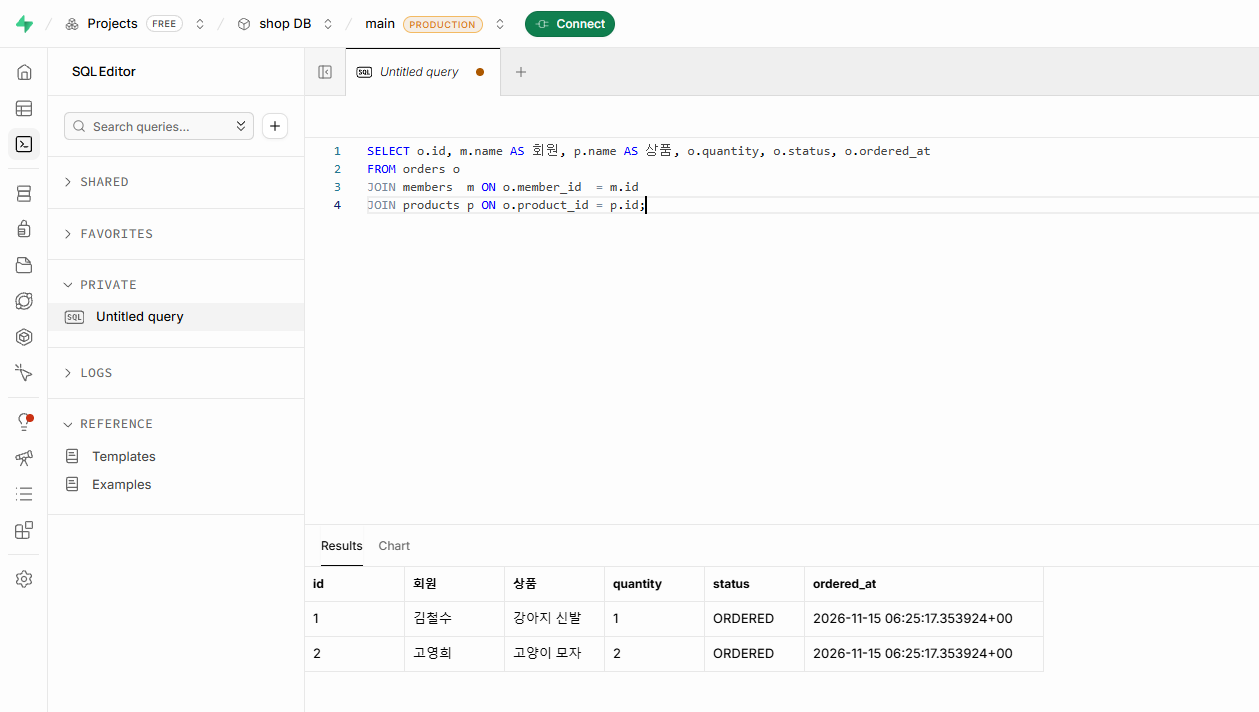 Projects FREE shop DB main PRODUCTION Connect
SQL Editor
SQL Untitled query
Search queries...
SHARED
FAVORITES
PRIVATE
SQL Untitled query
LOGS
REFERENCE
Templates
Examples
1 SELECT o.id, m.name AS 회원, p.name AS 상품, o.quantity, o.status, o.ordered_at
2 FROM orders o
3 JOIN members  m ON o.member_id  = m.id
4 JOIN products p ON o.product_id = p.id;
Results Chart
id 회원 상품 quantity status ordered_at
1 김철수 강아지 신발 1 ORDERED 2026-11-15 06:25:17.353924+00
2 고영희 고양이 모자 2 ORDERED 2026-11-15 06:25:17.353924+00